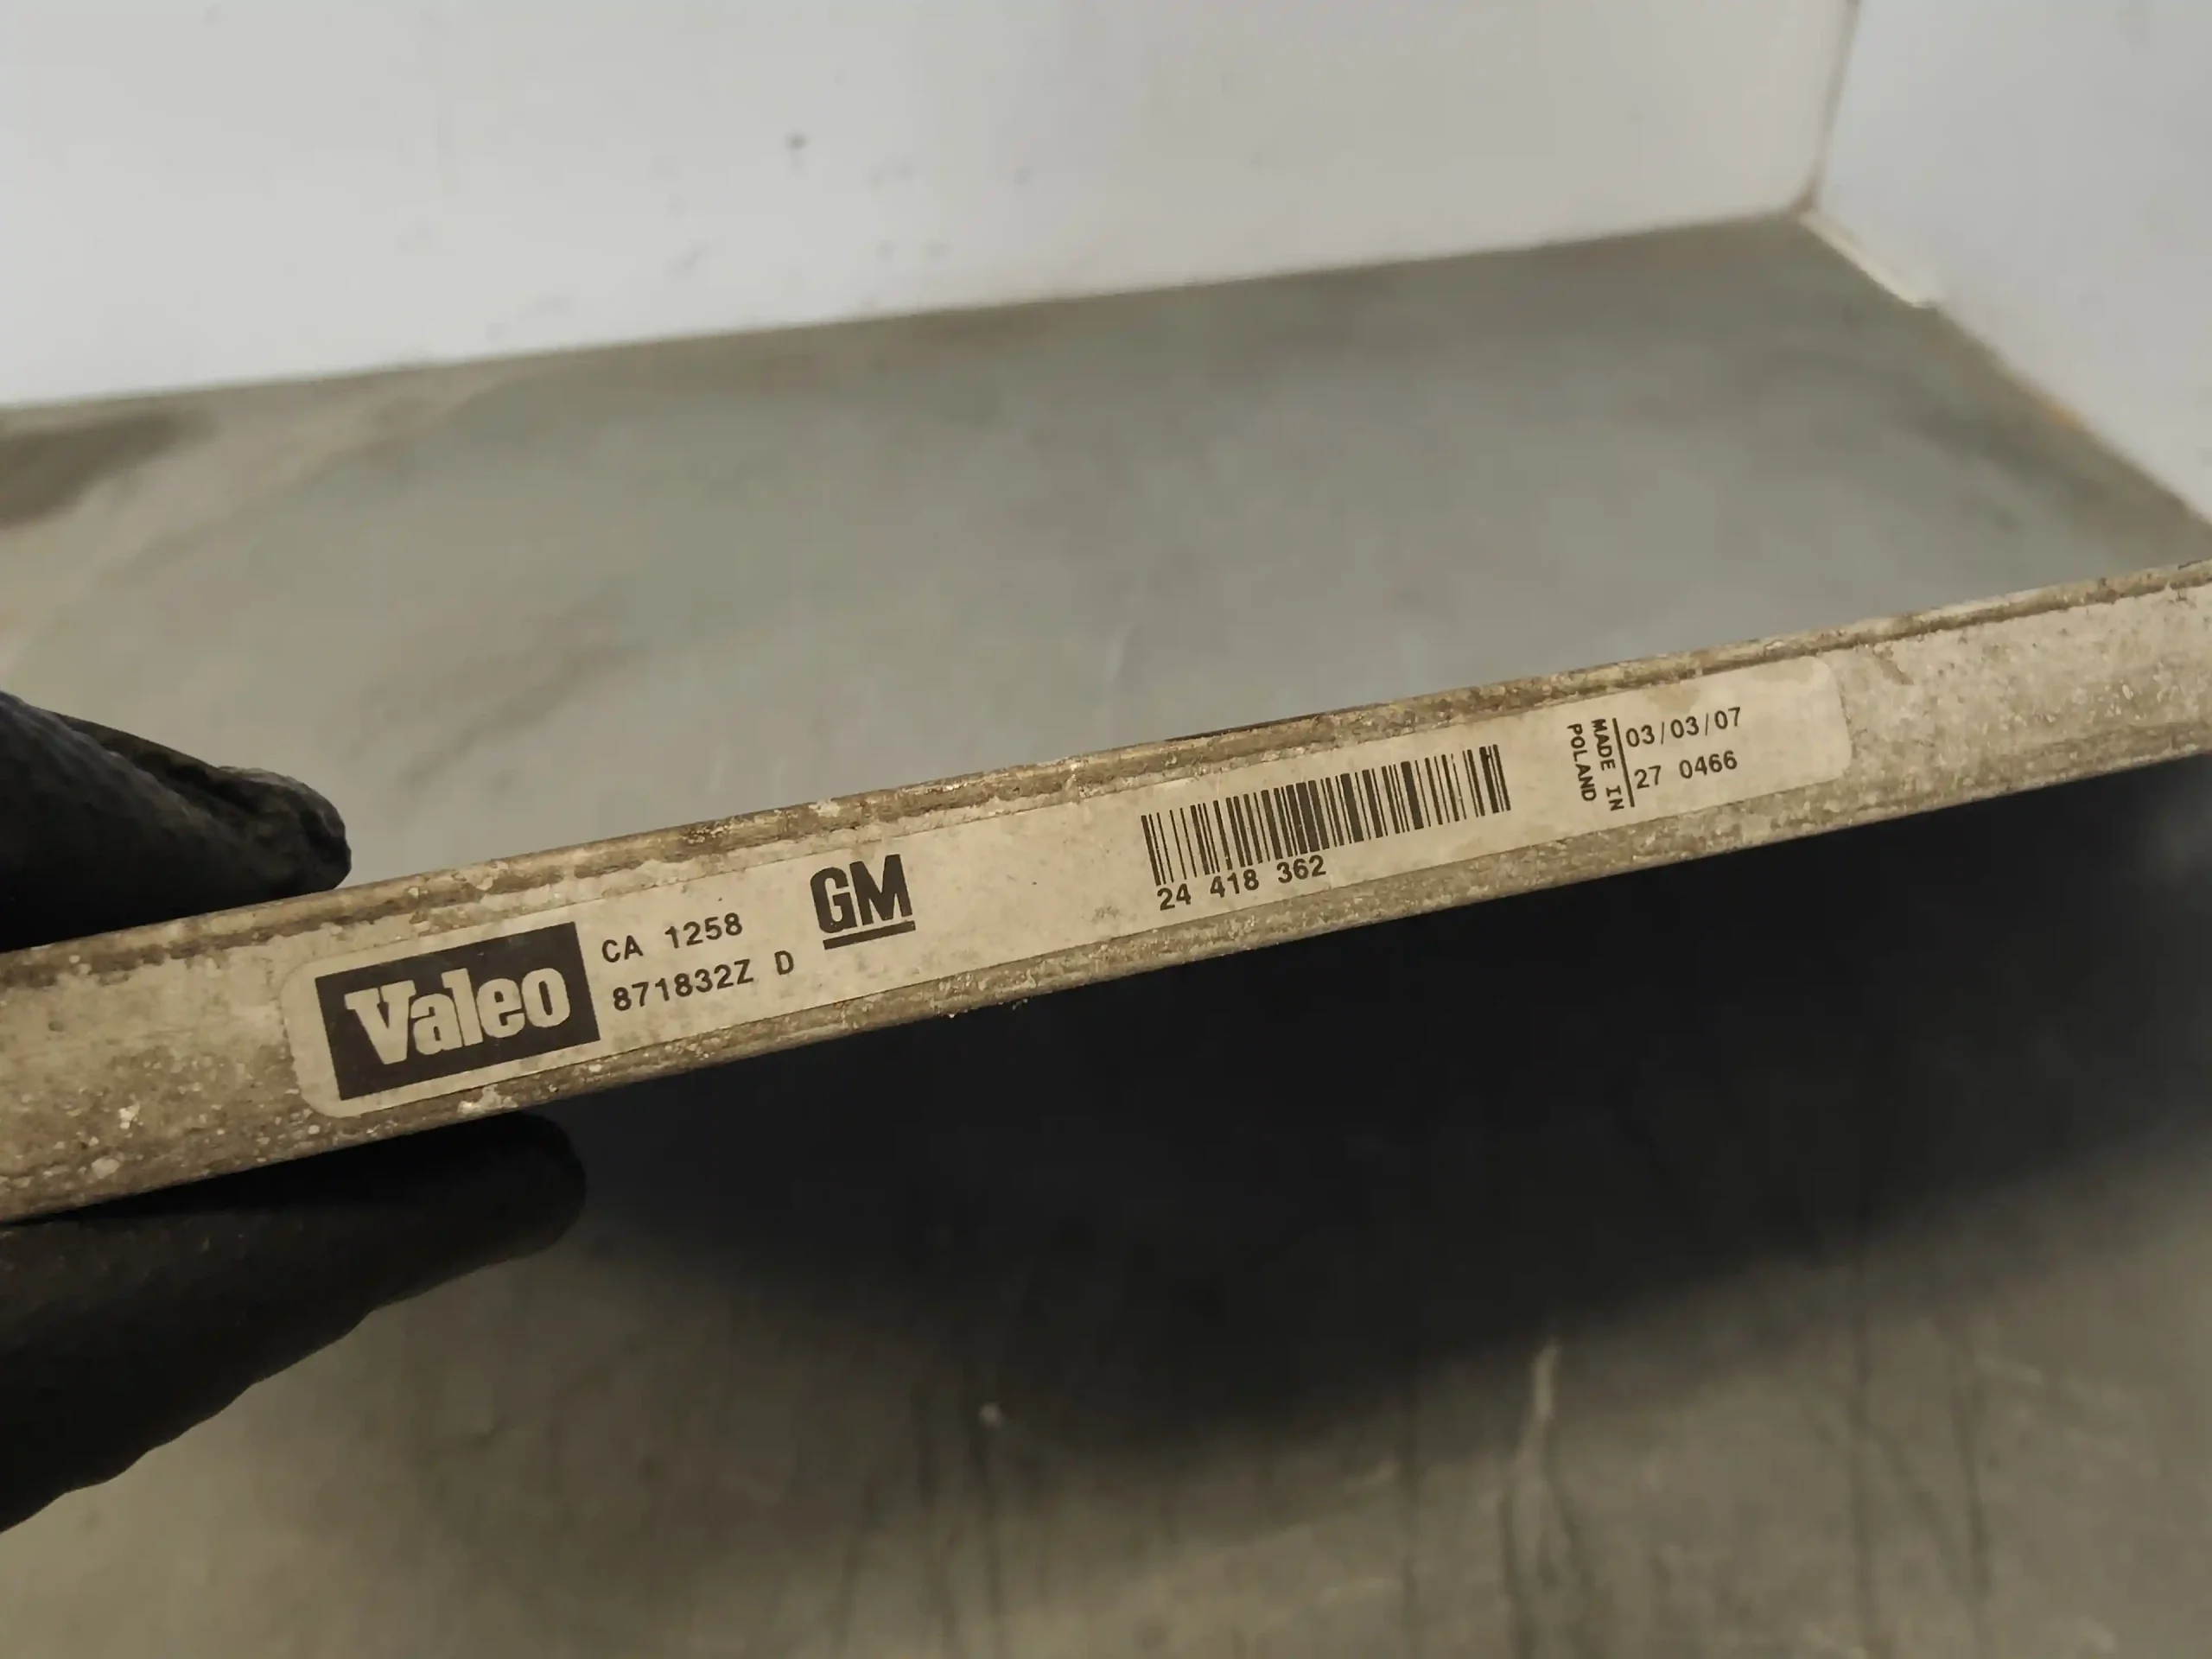 Valeo
CA 1258
871832Z D
GM
24 418 362
MADE IN
POLAND
03/03/07
27 0466